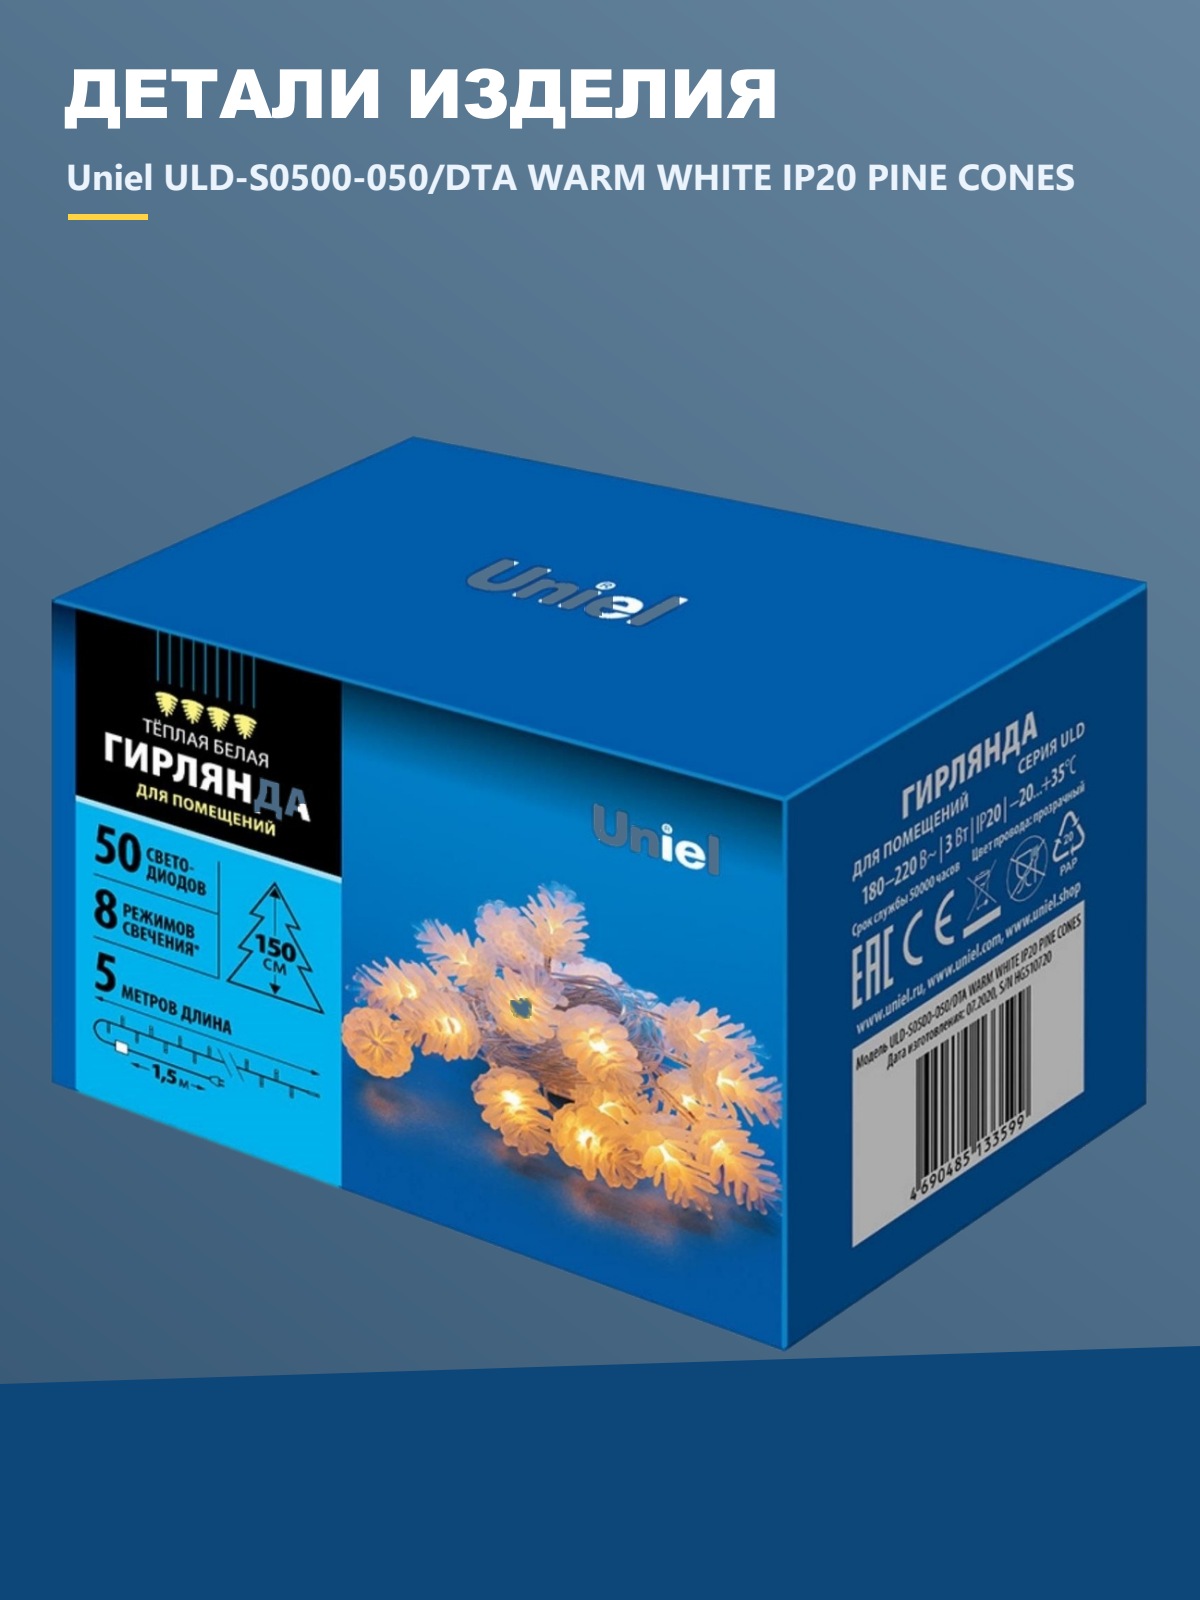 ДЕТАЛИ ИЗДЕЛИЯ
Uniel ULD-S0500-050/DTA WARM WHITE IP20 PINE CONES
Uniel
ТЁПЛАЯ БЕЛАЯ
ГИРЛЯНДА
ДЛЯ ПОМЕЩЕНИЙ
50 СВЕТО-
ДИОДОВ
8 РЕЖИМОВ
СВЕЧЕНИЯ*
150
СМ
5 МЕТРОВ ДЛИНА
1,5 м
Uniel
ГИРЛЯНДА
СЕРИЯ ULD
ДЛЯ ПОМЕЩЕНИЙ
180–220 В~ | 3 Вт | IP20 | –20...+35°C
Срок службы 50000 часов Цвет провода: прозрачный
EAC CE
20
PAP
www.uniel.ru, www.uniel.com, www.uniel.shop
Модель ULD-S0500-050/DTA WARM WHITE IP20 PINE CONES
Дата изготовления: 07.2020, S/N HGS10720
4 690485 133599